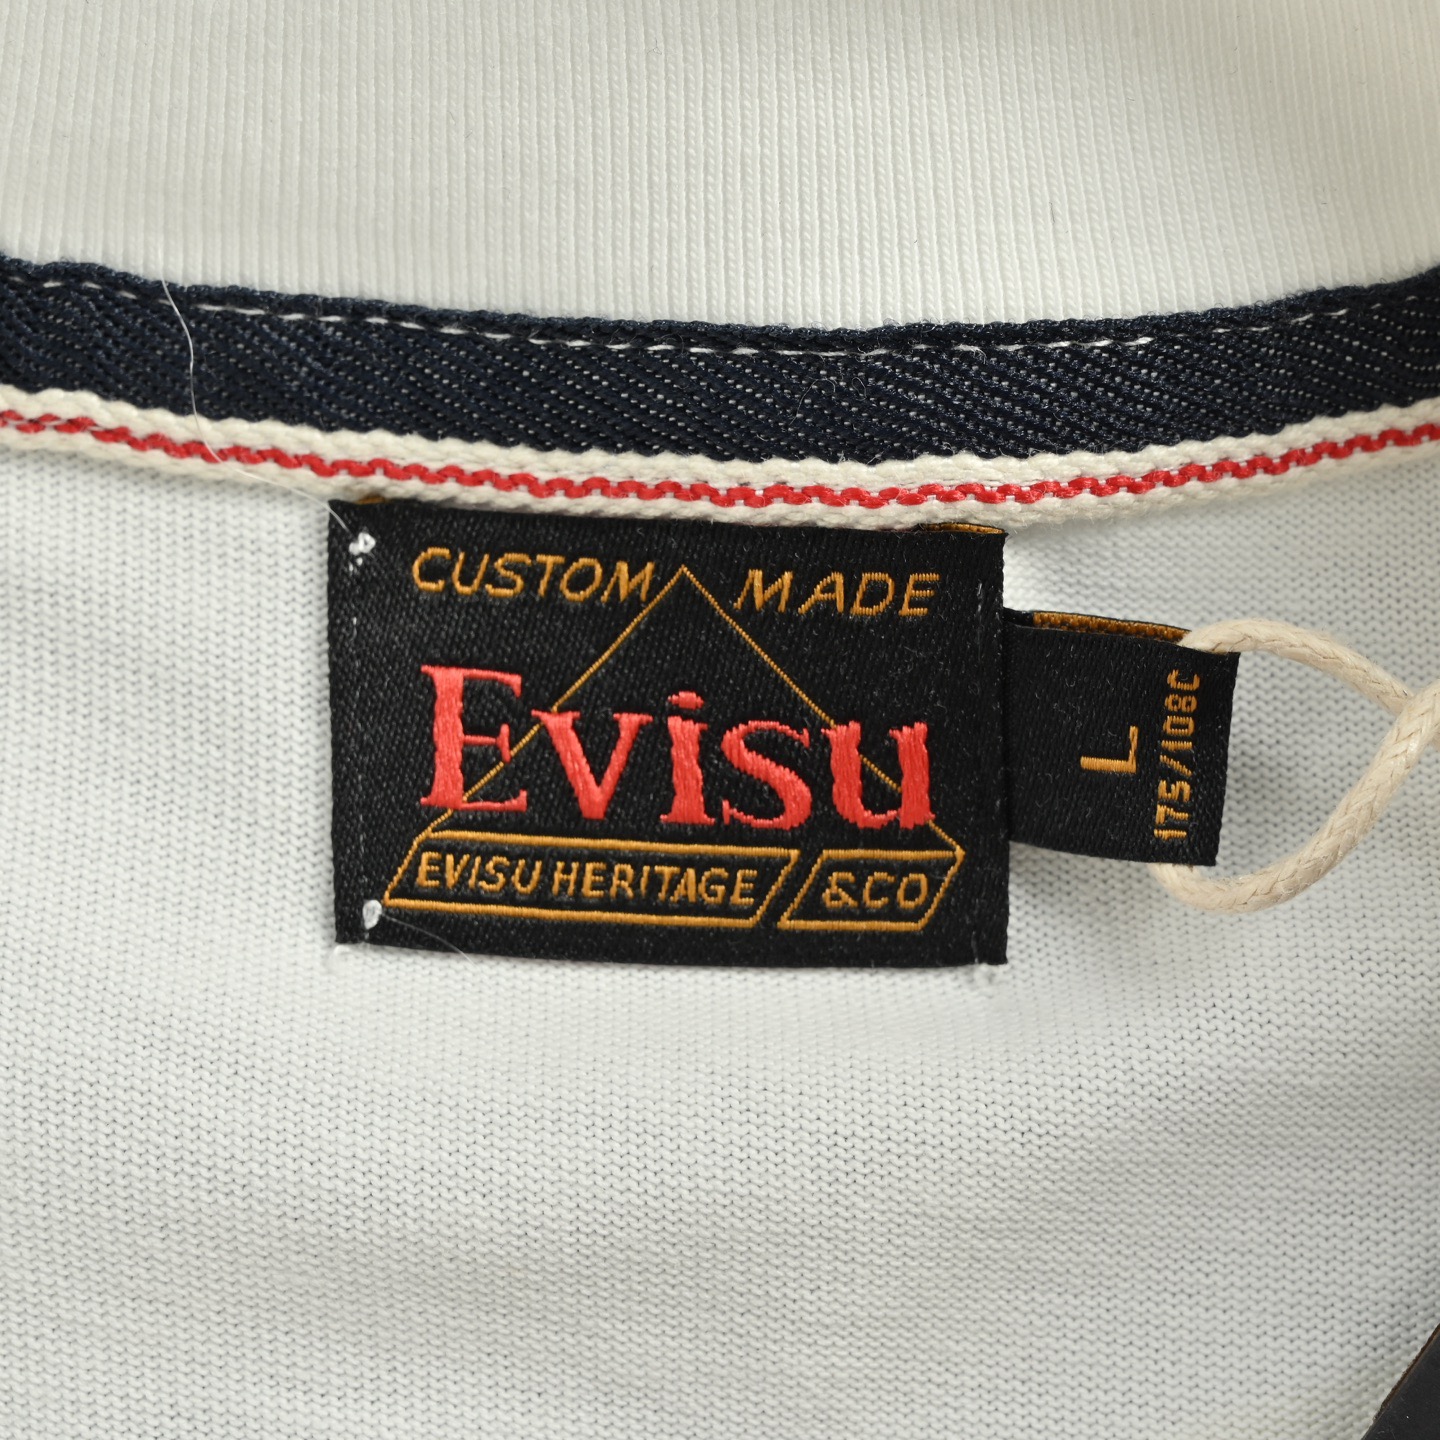 CUSTOM MADE
Evisu
EVISU HERITAGE &CO
L
175/108C